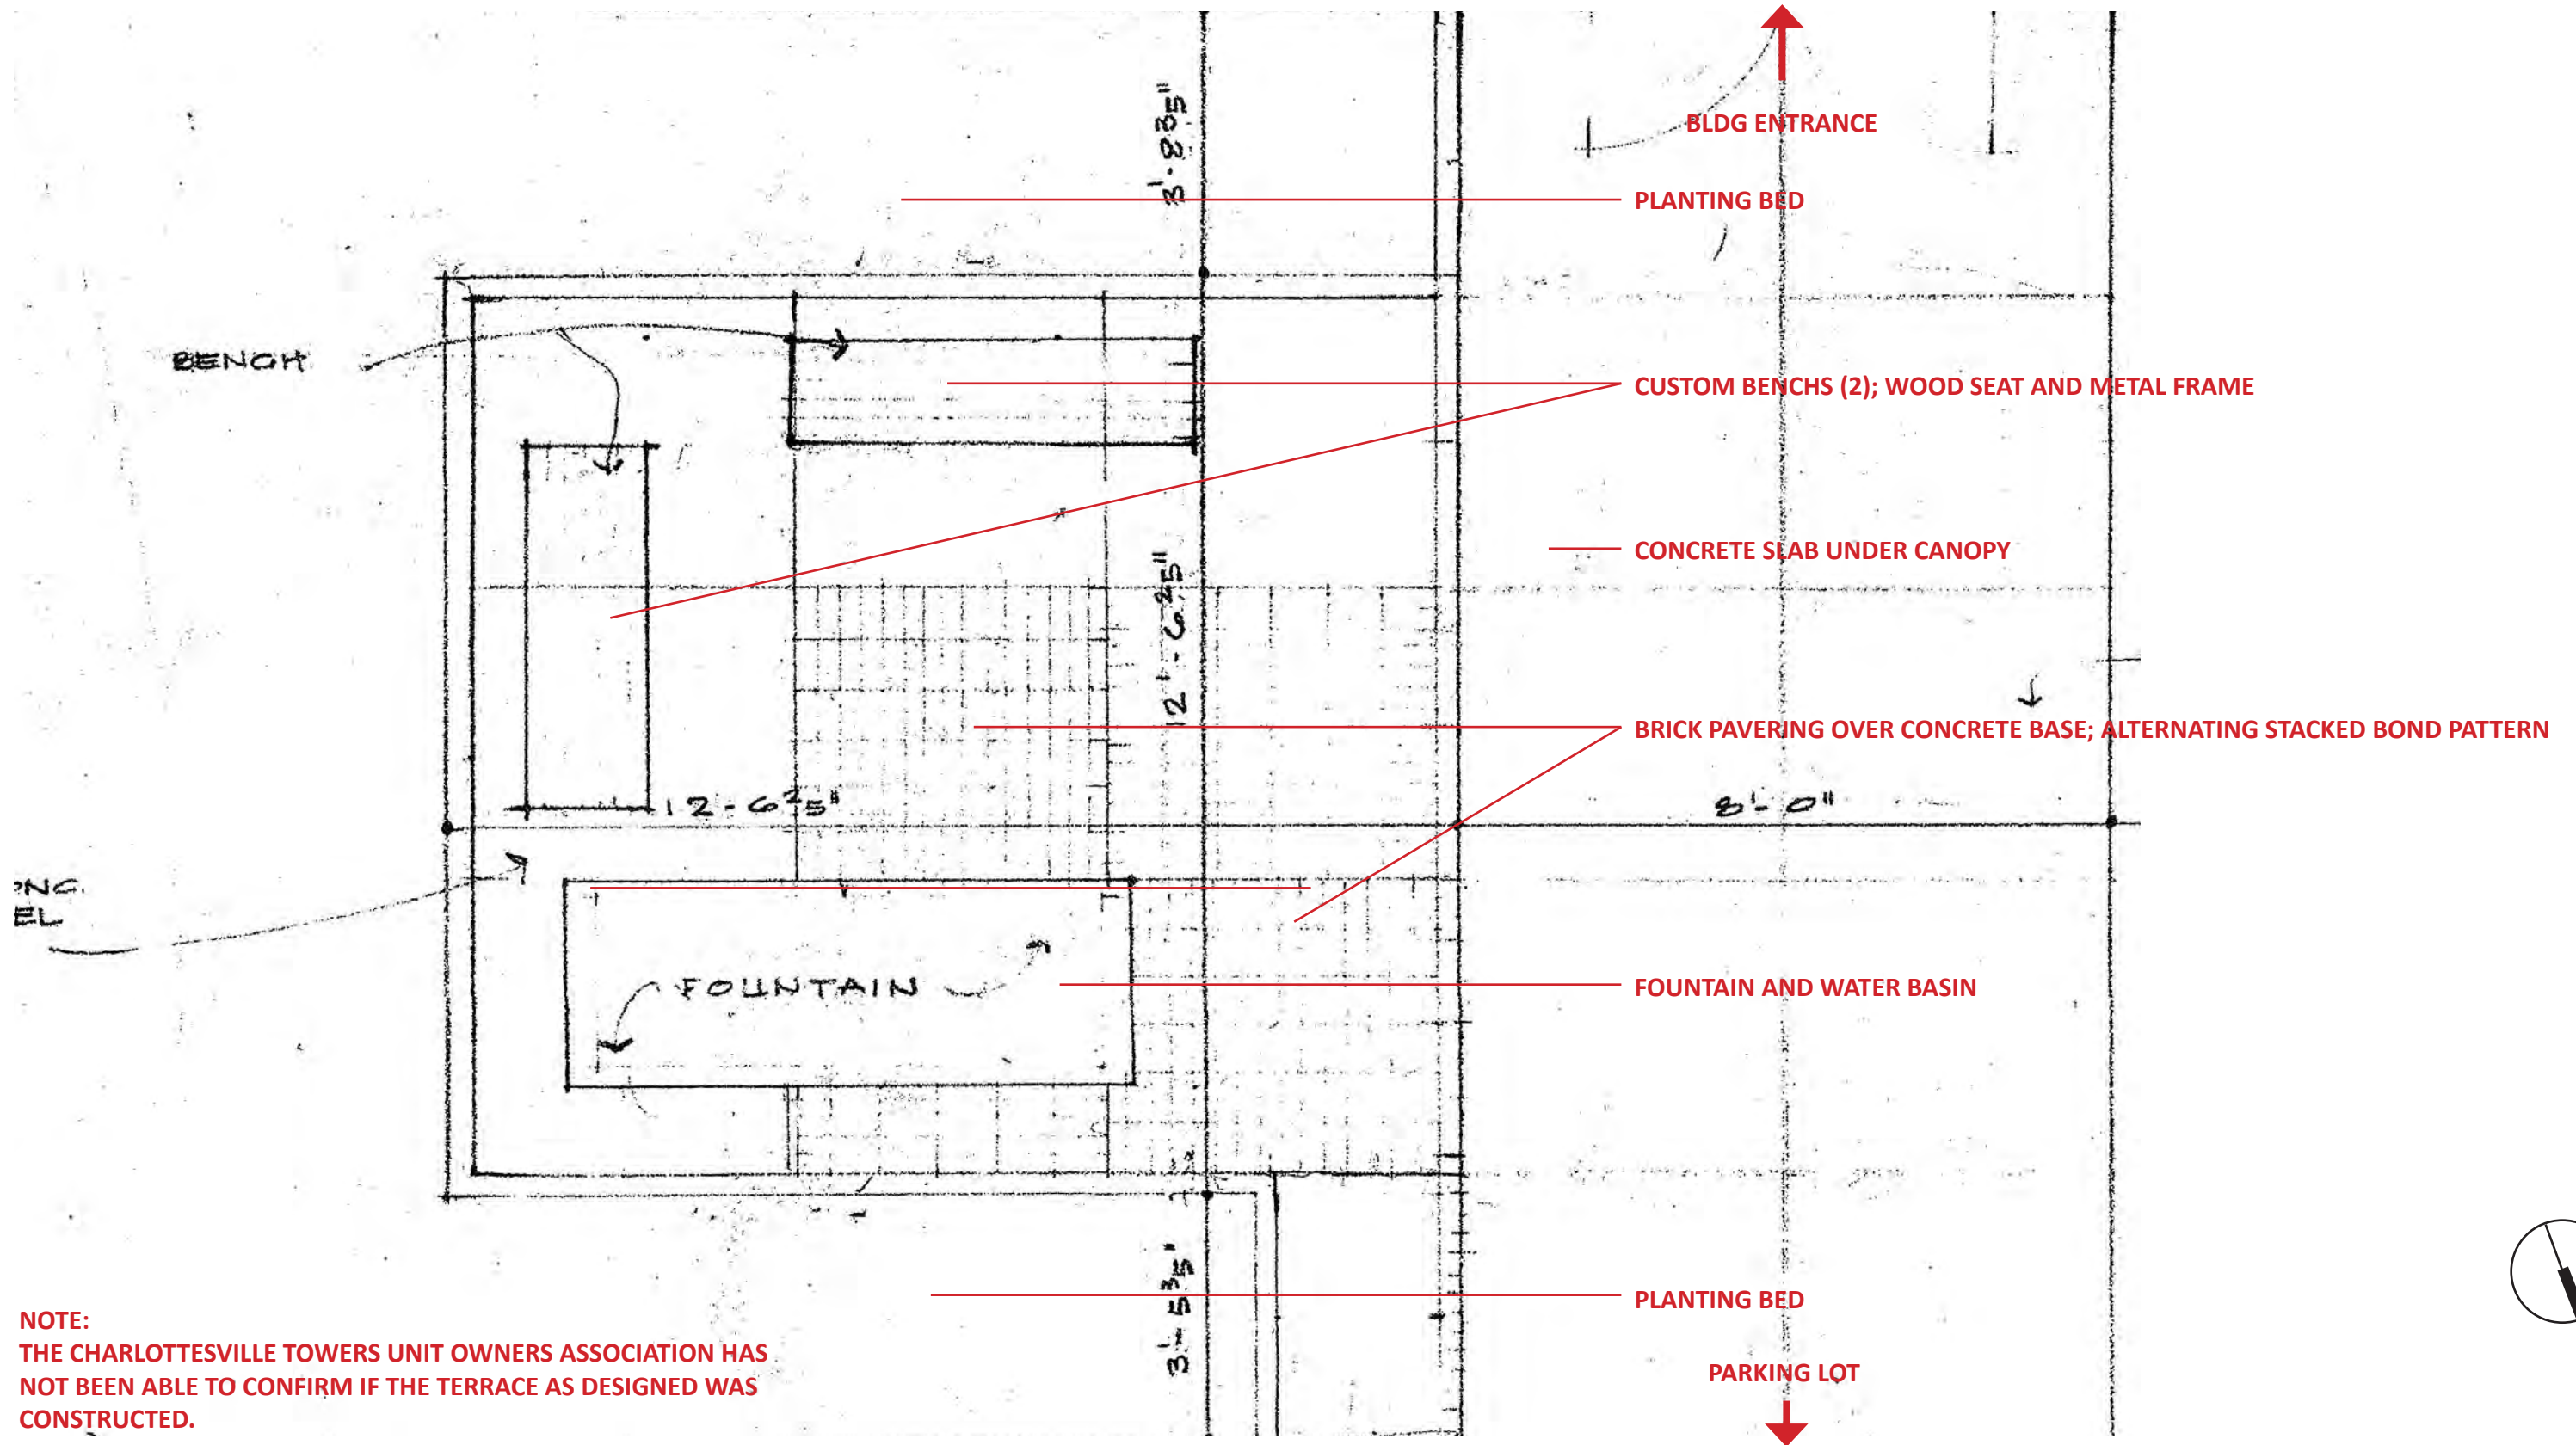 3'-8 3/5"
BLDG ENTRANCE
PLANTING BED
BENCH
CUSTOM BENCHS (2); WOOD SEAT AND METAL FRAME
CONCRETE SLAB UNDER CANOPY
12'-6 2/5"
BRICK PAVERING OVER CONCRETE BASE; ALTERNATING STACKED BOND PATTERN
12-6 2/5"
8'-0"
FOUNTAIN
FOUNTAIN AND WATER BASIN
3'-5 3/5"
PLANTING BED
PARKING LOT
NOTE:
THE CHARLOTTESVILLE TOWERS UNIT OWNERS ASSOCIATION HAS
NOT BEEN ABLE TO CONFIRM IF THE TERRACE AS DESIGNED WAS
CONSTRUCTED.